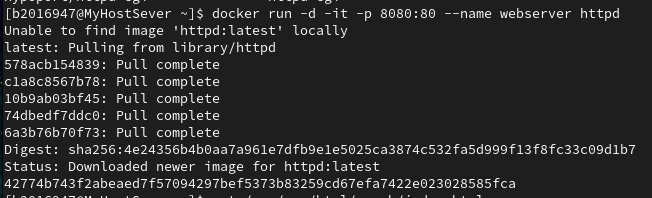 [b2016947@MyHostSever ~]$ docker run -d -it -p 8080:80 --name webserver httpd
Unable to find image 'httpd:latest' locally
latest: Pulling from library/httpd
578acb154839: Pull complete
c1a8c8567b78: Pull complete
10b9ab03bf45: Pull complete
74dbedf7ddc0: Pull complete
6a3b76b70f73: Pull complete
Digest: sha256:4e24356b4b0aa7a961e7dfb9e1e5025ca3874c532fa5d999f13f8fc33c09d1b7
Status: Downloaded newer image for httpd:latest
42774b743f2abeaed7f57094297bef5373b83259cd67efa7422e023028585fca